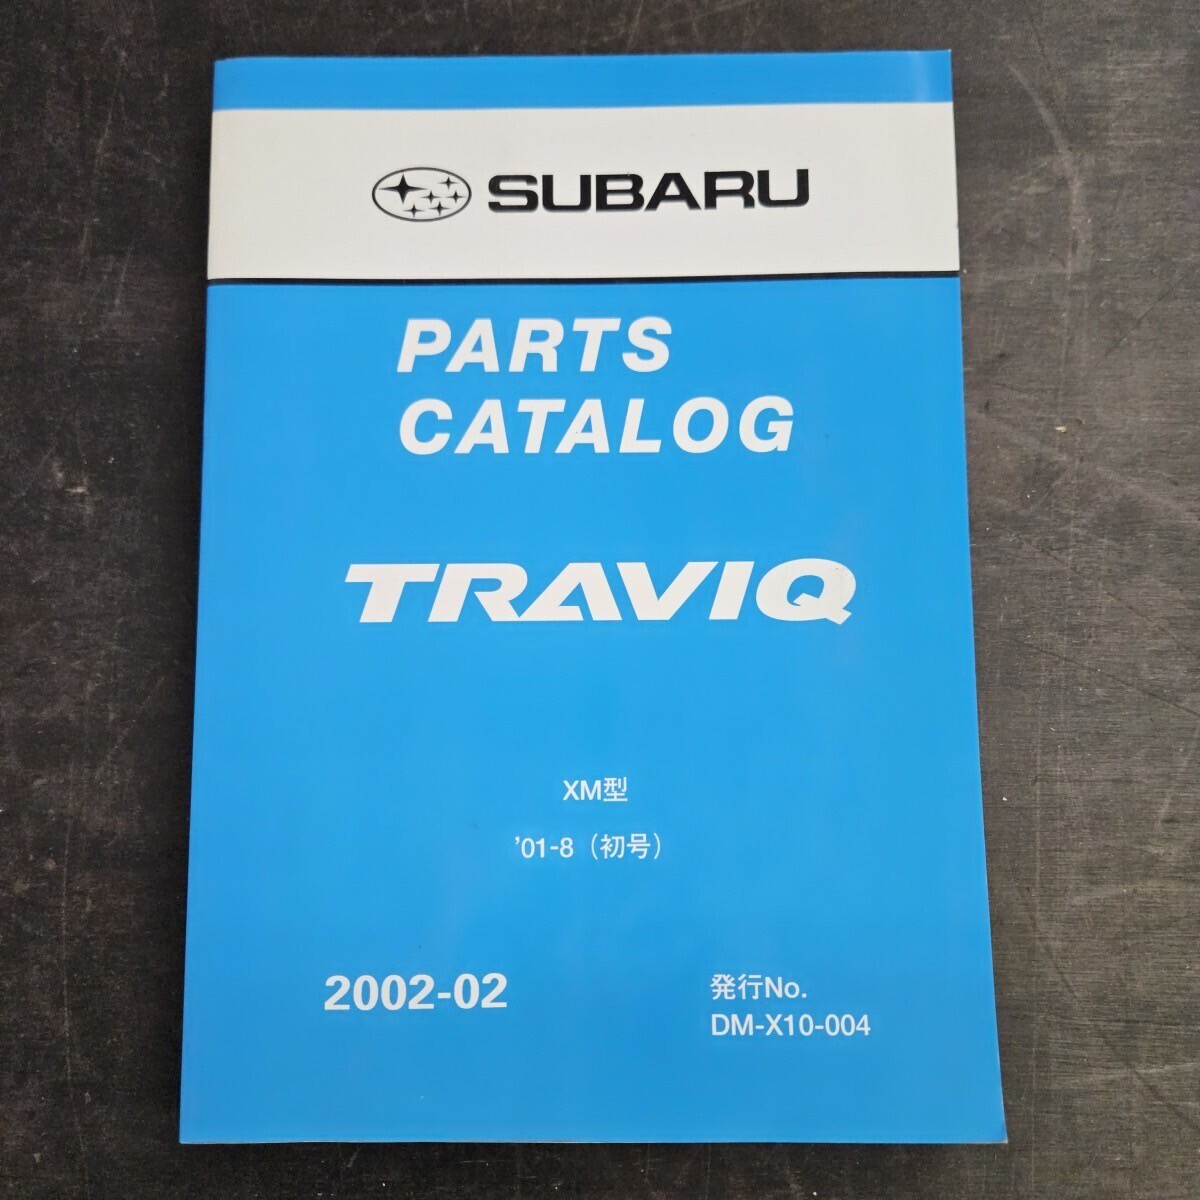 SUBARU
PARTS
CATALOG
TRAVIQ
XM型
’01-8（初号）
2002-02
発行No.
DM-X10-004